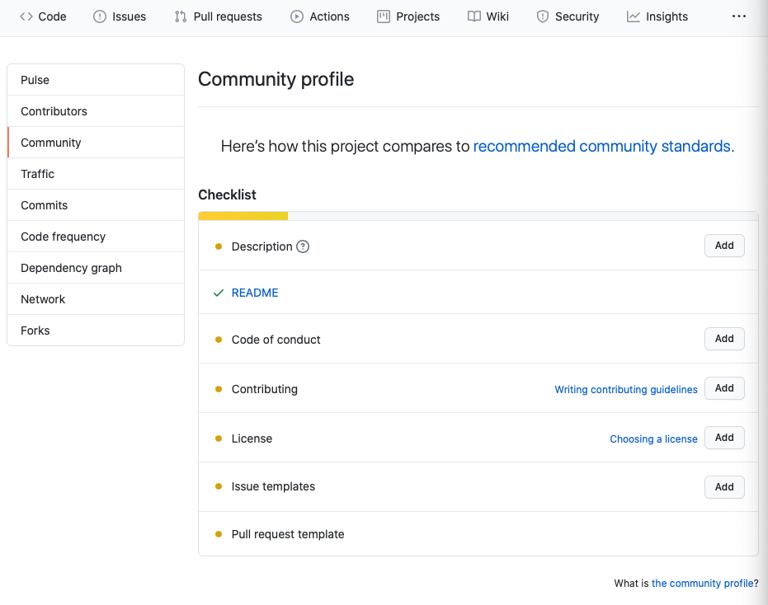 Code Issues Pull requests Actions Projects Wiki Security Insights
Pulse
Contributors
Community
Traffic
Commits
Code frequency
Dependency graph
Network
Forks
Community profile
Here's how this project compares to recommended community standards.
Checklist
Description Add
README
Code of conduct Add
Contributing Writing contributing guidelines Add
License Choosing a license Add
Issue templates Add
Pull request template
What is the community profile?